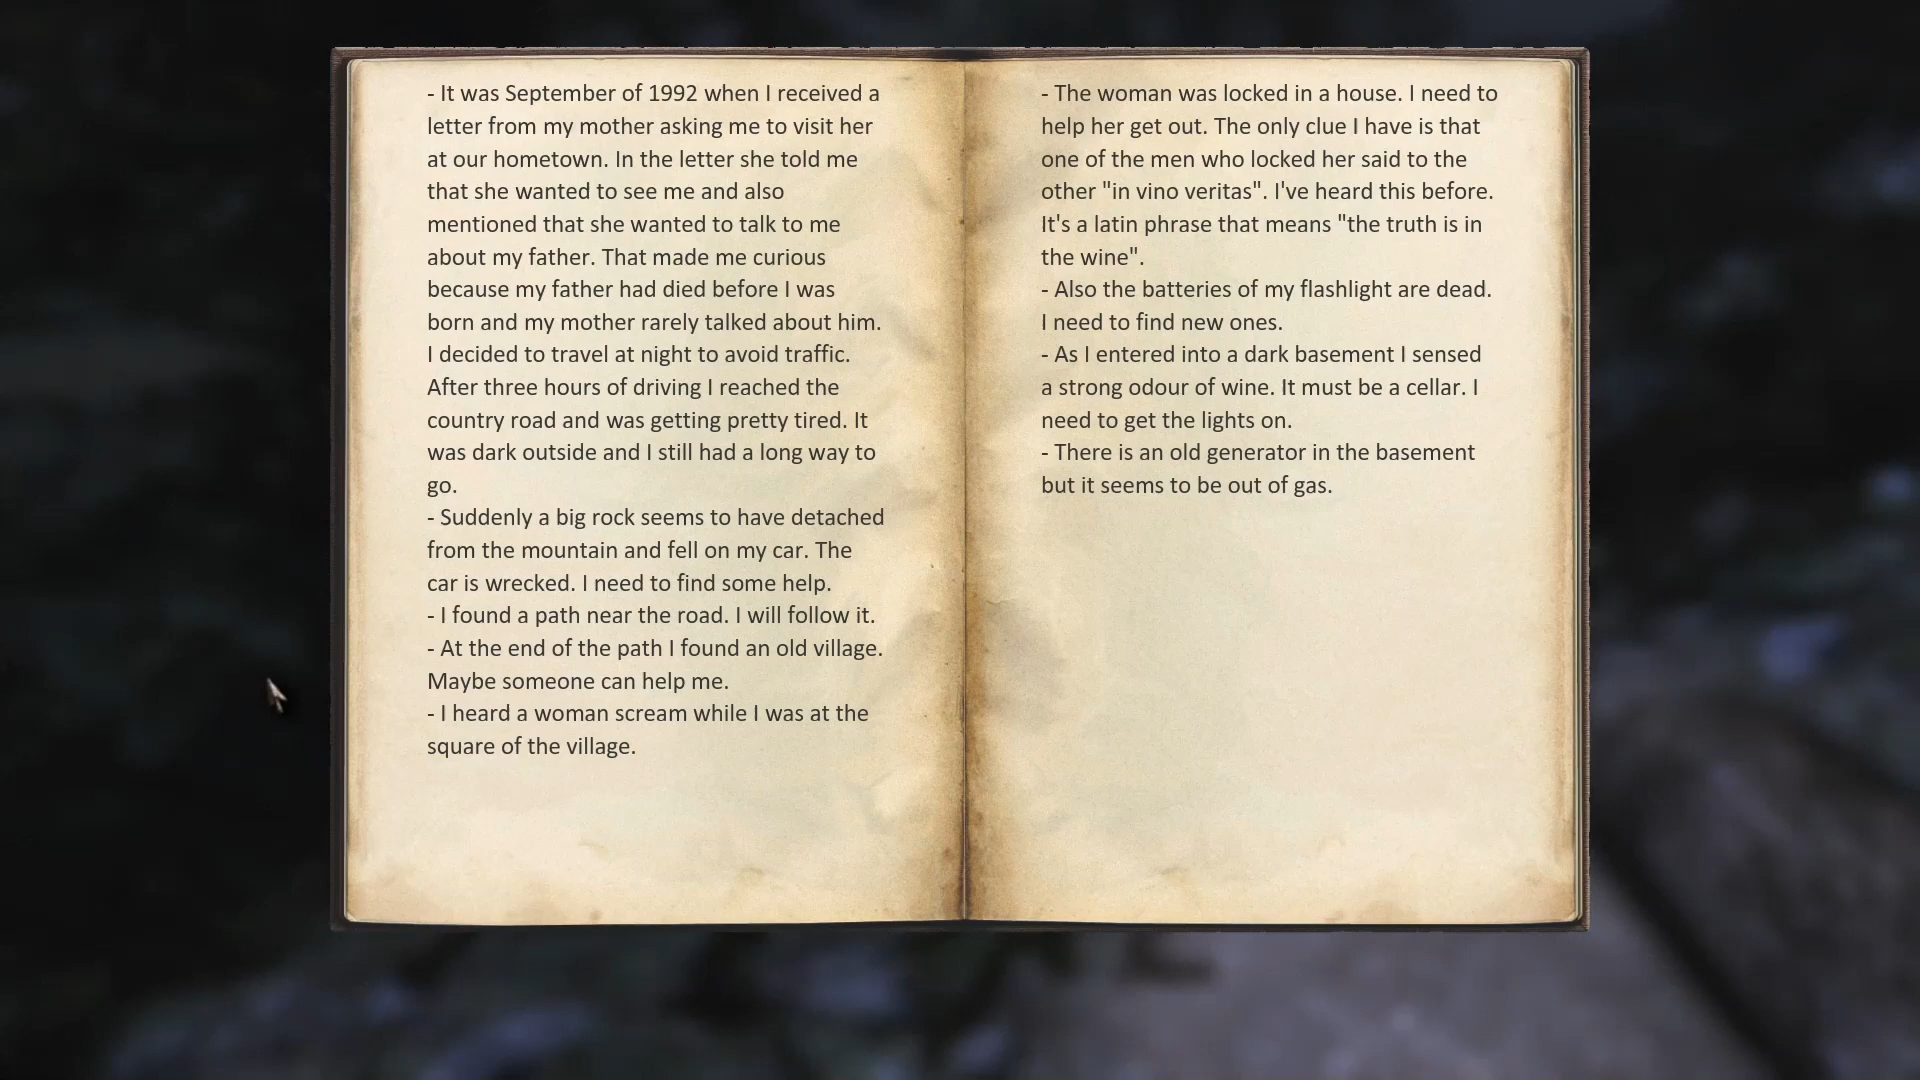 - It was September of 1992 when I received a
letter from my mother asking me to visit her
at our hometown. In the letter she told me
that she wanted to see me and also
mentioned that she wanted to talk to me
about my father. That made me curious
because my father had died before I was
born and my mother rarely talked about him.
I decided to travel at night to avoid traffic.
After three hours of driving I reached the
country road and was getting pretty tired. It
was dark outside and I still had a long way to
go.
- Suddenly a big rock seems to have detached
from the mountain and fell on my car. The
car is wrecked. I need to find some help.
- I found a path near the road. I will follow it.
- At the end of the path I found an old village.
Maybe someone can help me.
- I heard a woman scream while I was at the
square of the village.
- The woman was locked in a house. I need to
help her get out. The only clue I have is that
one of the men who locked her said to the
other "in vino veritas". I've heard this before.
It's a latin phrase that means "the truth is in
the wine".
- Also the batteries of my flashlight are dead.
I need to find new ones.
- As I entered into a dark basement I sensed
a strong odour of wine. It must be a cellar. I
need to get the lights on.
- There is an old generator in the basement
but it seems to be out of gas.